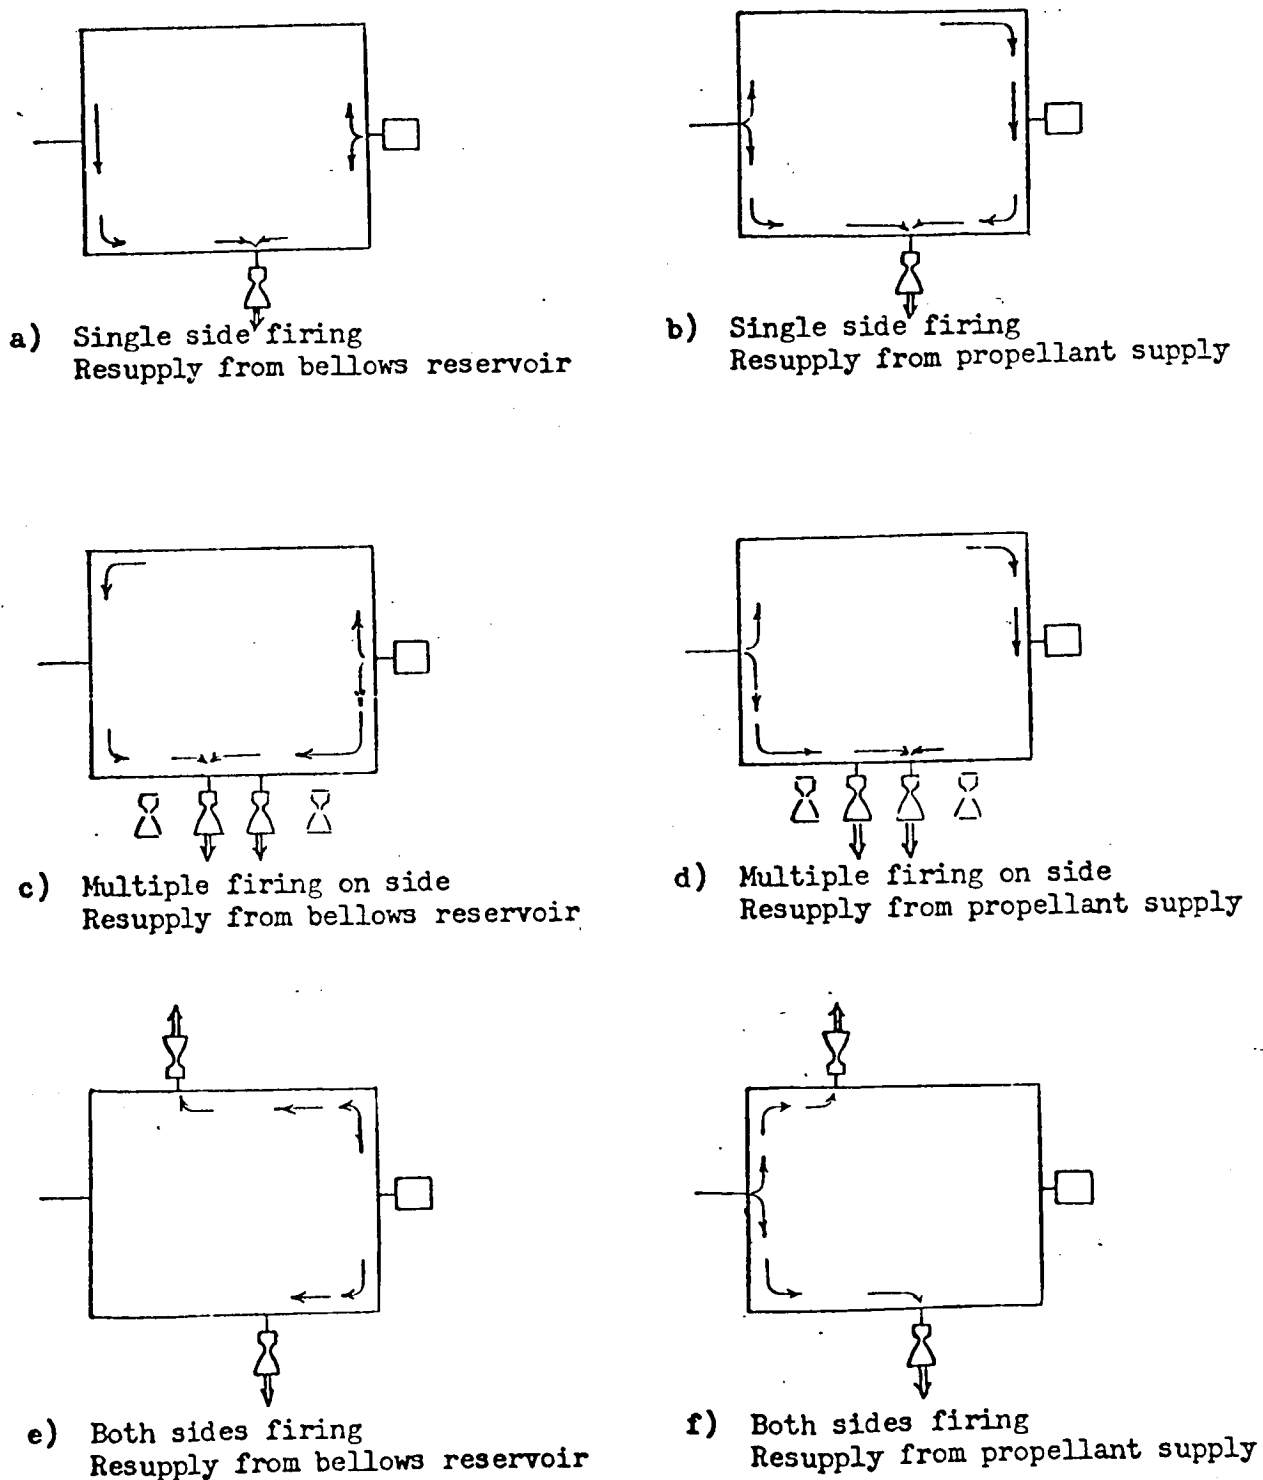 a) Single side firing
Resupply from bellows reservoir
b) Single side firing
Resupply from propellant supply
c) Multiple firing on side
Resupply from bellows reservoir
d) Multiple firing on side
Resupply from propellant supply
e) Both sides firing
Resupply from bellows reservoir
f) Both sides firing
Resupply from propellant supply